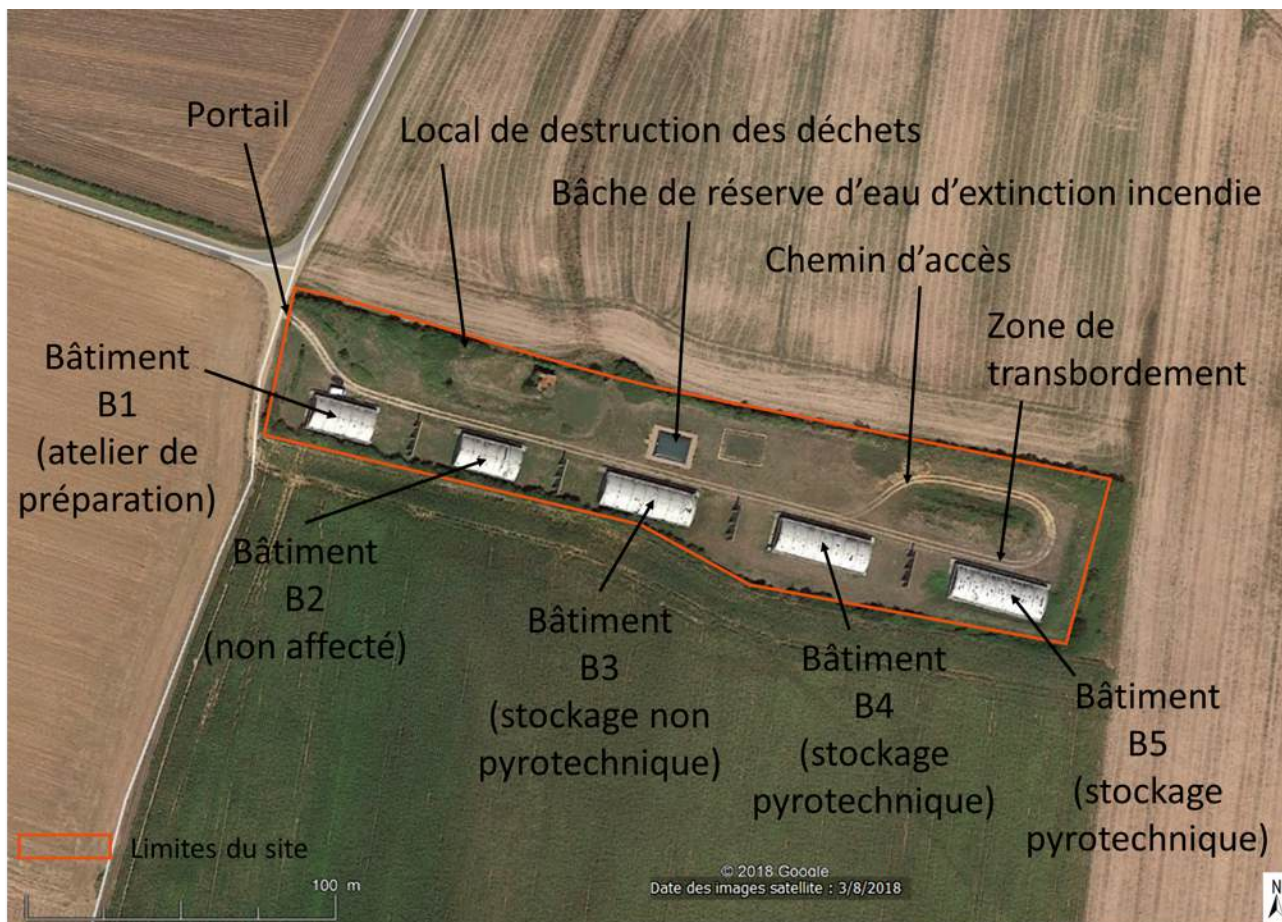 Portail
Local de destruction des déchets
Bâche de réserve d'eau d'extinction incendie
Chemin d'accès
Zone de
transbordement
Bâtiment
B1
(atelier de
préparation)
Bâtiment
B2
(non affecté)
Bâtiment
B3
(stockage non
pyrotechnique)
Bâtiment
B4
(stockage
pyrotechnique)
Bâtiment
B5
(stockage
pyrotechnique)
Limites du site
100 m
© 2018 Google
Date des images satellite : 3/8/2018
N